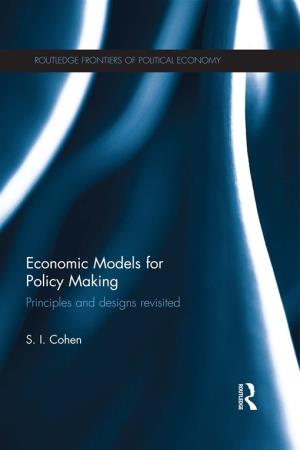 ROUTLEDGE FRONTIERS OF POLITICAL ECONOMY
Economic Models for
Policy Making
Principles and designs revisited
S. I. Cohen
ROUTLEDGE